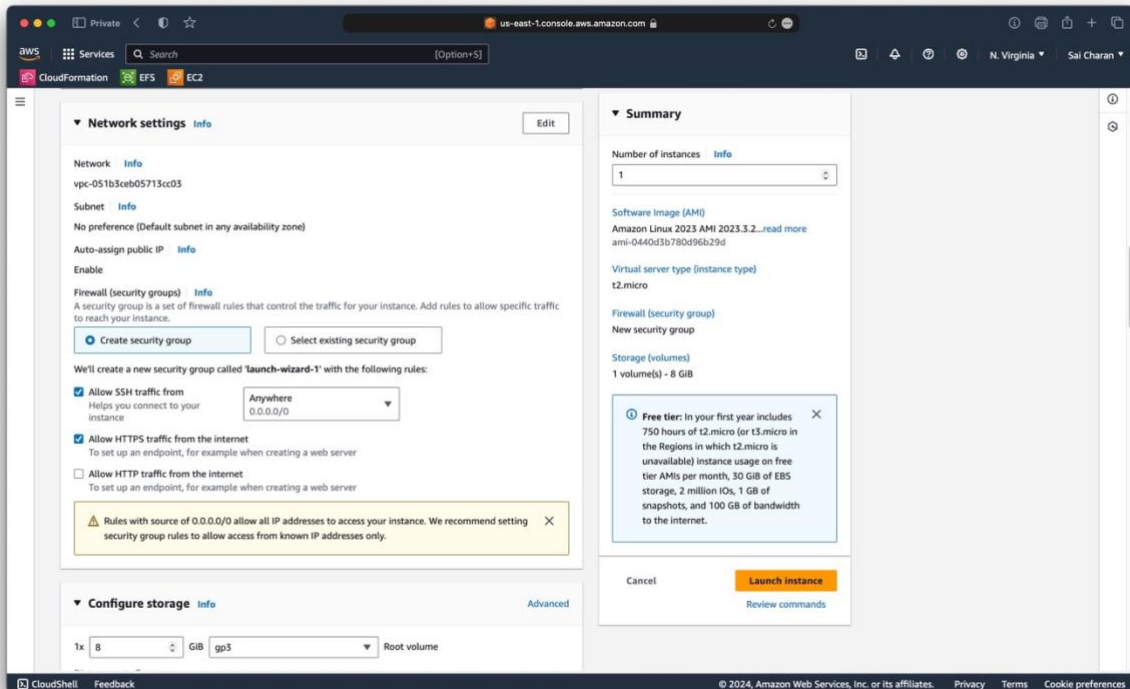 Private
us-east-1.console.aws.amazon.com
aws
Services
Search
[Option+S]
N. Virginia
Sai Charan
CloudFormation
EFS
EC2
Network settings Info
Edit
Network Info
vpc-051b3ceb05713cc03
Subnet Info
No preference (Default subnet in any availability zone)
Auto-assign public IP Info
Enable
Firewall (security groups) Info
A security group is a set of firewall rules that control the traffic for your instance. Add rules to allow specific traffic
to reach your instance.
Create security group
Select existing security group
We'll create a new security group called 'launch-wizard-1' with the following rules:
Allow SSH traffic from
Helps you connect to your
instance
Anywhere
0.0.0.0/0
Allow HTTPS traffic from the internet
To set up an endpoint, for example when creating a web server
Allow HTTP traffic from the internet
To set up an endpoint, for example when creating a web server
Rules with source of 0.0.0.0/0 allow all IP addresses to access your instance. We recommend setting
security group rules to allow access from known IP addresses only.
Configure storage Info
Advanced
1x 8 GiB gp3 Root volume
Summary
Number of instances Info
1
Software Image (AMI)
Amazon Linux 2023 AMI 2023.3.2...read more
ami-0440d3b780d96b29d
Virtual server type (instance type)
t2.micro
Firewall (security group)
New security group
Storage (volumes)
1 volume(s) - 8 GiB
Free tier: In your first year includes
750 hours of t2.micro (or t3.micro in
the Regions in which t2.micro is
unavailable) instance usage on free
tier AMIs per month, 30 GiB of EBS
storage, 2 million IOs, 1 GB of
snapshots, and 100 GB of bandwidth
to the internet.
Cancel
Launch instance
Review commands
CloudShell
Feedback
© 2024, Amazon Web Services, Inc. or its affiliates.
Privacy
Terms
Cookie preferences